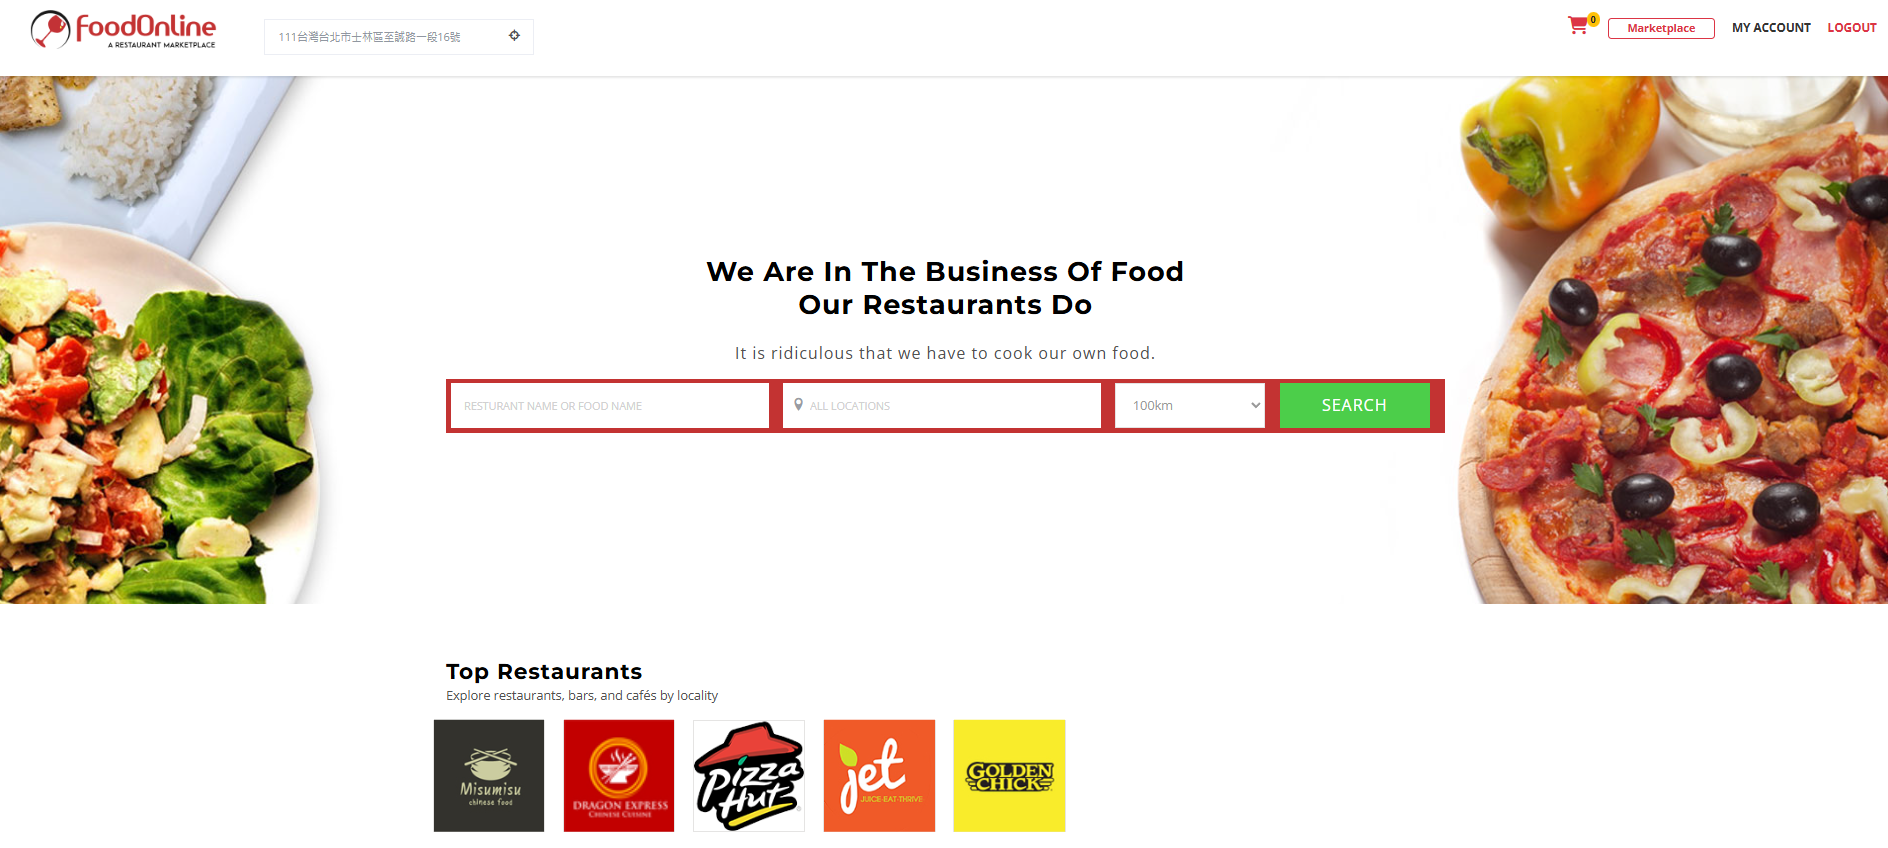 FoodOnline
A RESTAURANT MARKETPLACE
111台灣台北市士林區至誠路一段16號
0
Marketplace
MY ACCOUNT
LOGOUT
We Are In The Business Of Food
Our Restaurants Do
It is ridiculous that we have to cook our own food.
RESTURANT NAME OR FOOD NAME
ALL LOCATIONS
100km
SEARCH
Top Restaurants
Explore restaurants, bars, and cafés by locality
Misumisu
chinese food
DRAGON EXPRESS
CHINESE CUISINE
Pizza
Hut
jet
JUICE·EAT·THRIVE
GOLDEN
CHICK